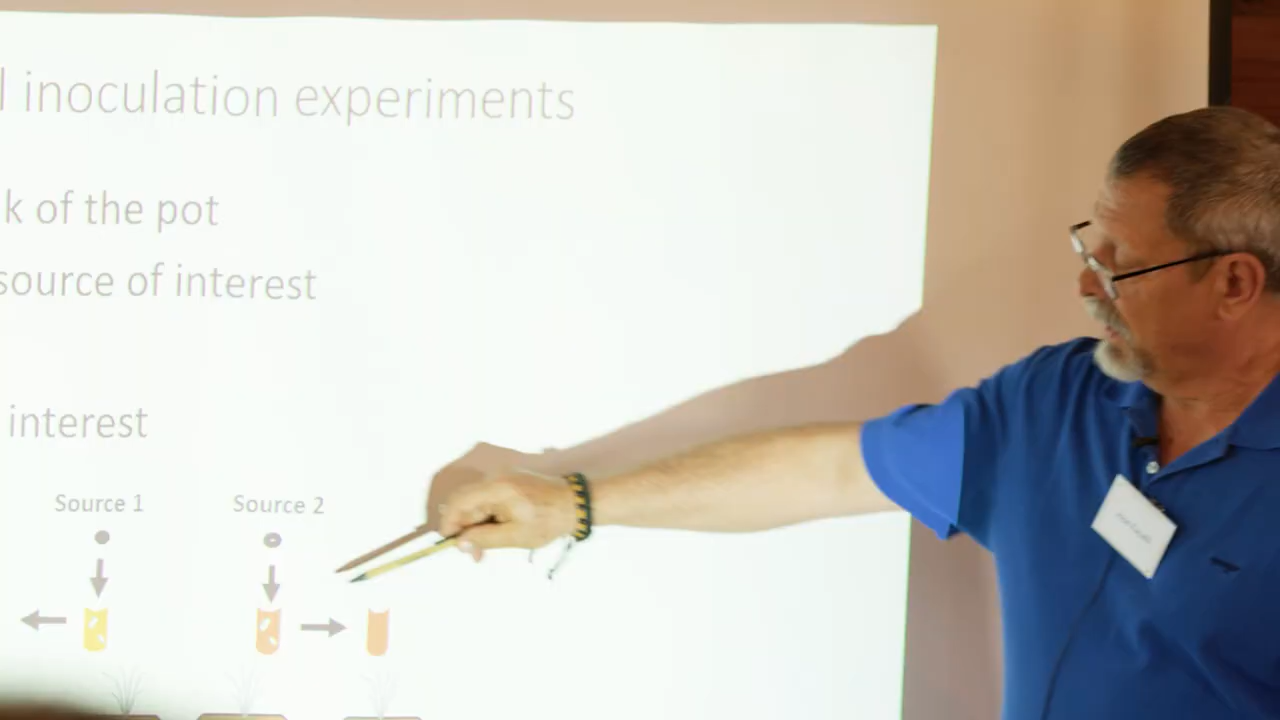 inoculation experiments
k of the pot
source of interest
interest
Source 1
Source 2